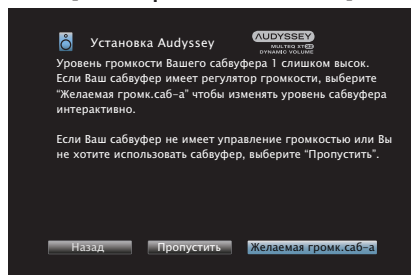 Установка Audyssey
AUDYSSEY
MULTEQ XT32
DYNAMIC VOLUME
Уровень громкости Вашего сабвуфера 1 слишком высок.
Если Ваш сабвуфер имеет регулятор громкости, выберите
“Желаемая громк.саб-а” чтобы изменять уровень сабвуфера
интерактивно.
Если Ваш сабвуфер не имеет управление громкостью или Вы
не хотите использовать сабвуфер, выберите “Пропустить”.
Назад Пропустить Желаемая громк.саб-а